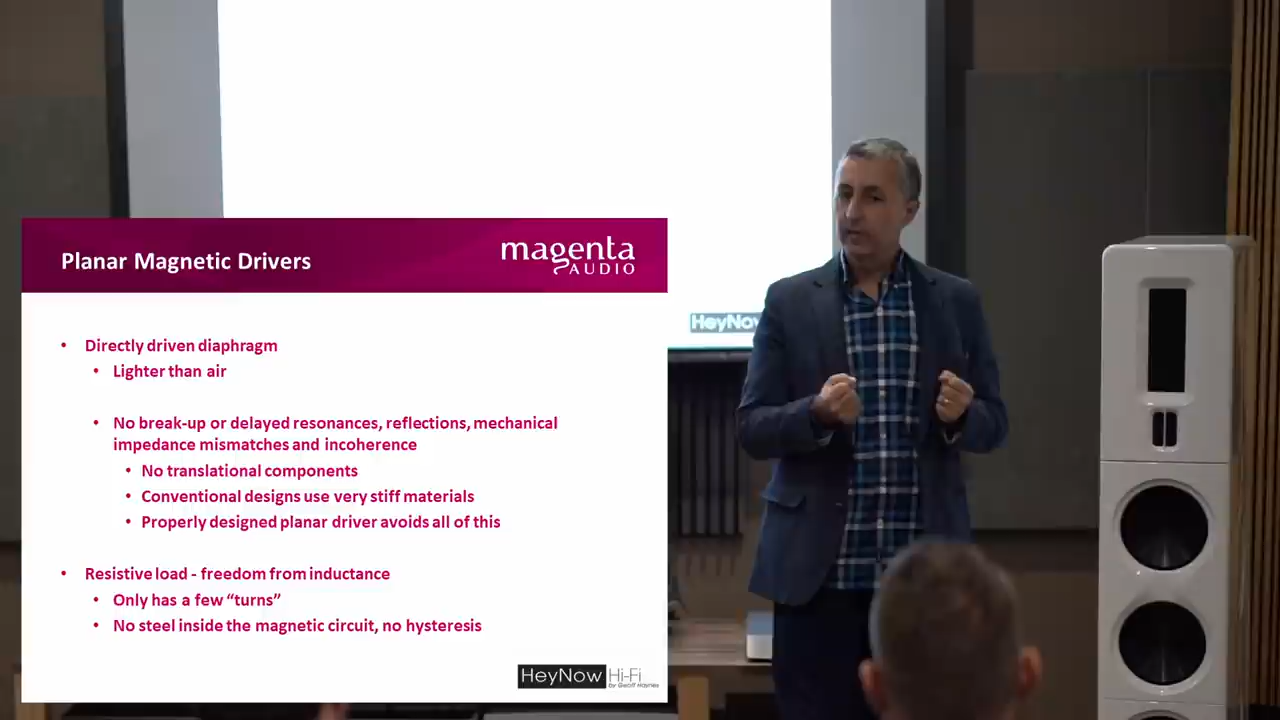 Planar Magnetic Drivers
magenta
AUDIO
• Directly driven diaphragm
• Lighter than air
• No break-up or delayed resonances, reflections, mechanical
impedance mismatches and incoherence
• No translational components
• Conventional designs use very stiff materials
• Properly designed planar driver avoids all of this
• Resistive load - freedom from inductance
• Only has a few “turns”
• No steel inside the magnetic circuit, no hysteresis
HeyNow Hi-Fi
by Geoff Haynes
HeyNow